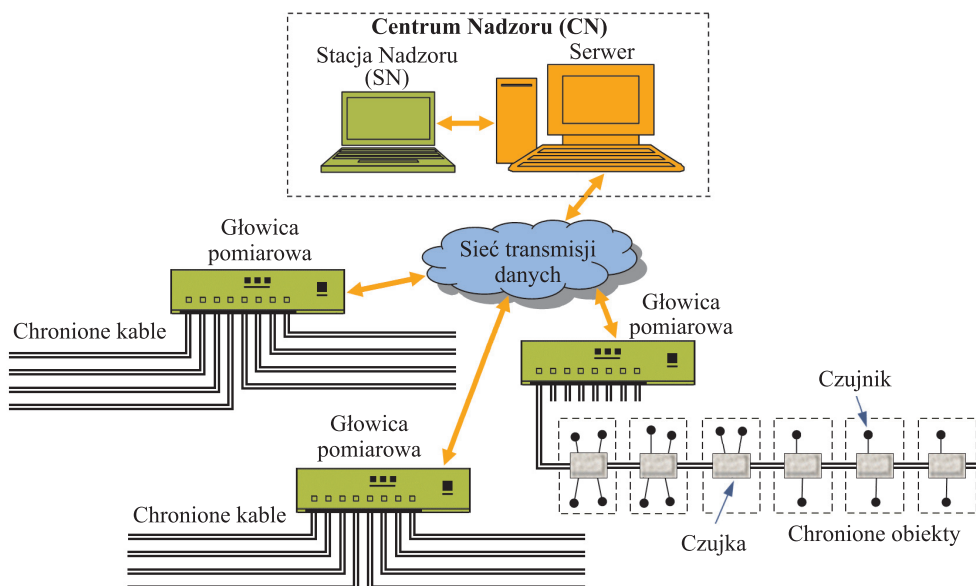 Centrum Nadzoru (CN)
Stacja Nadzoru
(SN)
Serwer
Sieć transmisji
danych
Głowica
pomiarowa
Chronione kable
Głowica
pomiarowa
Czujnik
Głowica
pomiarowa
Chronione kable
Czujka
Chronione obiekty